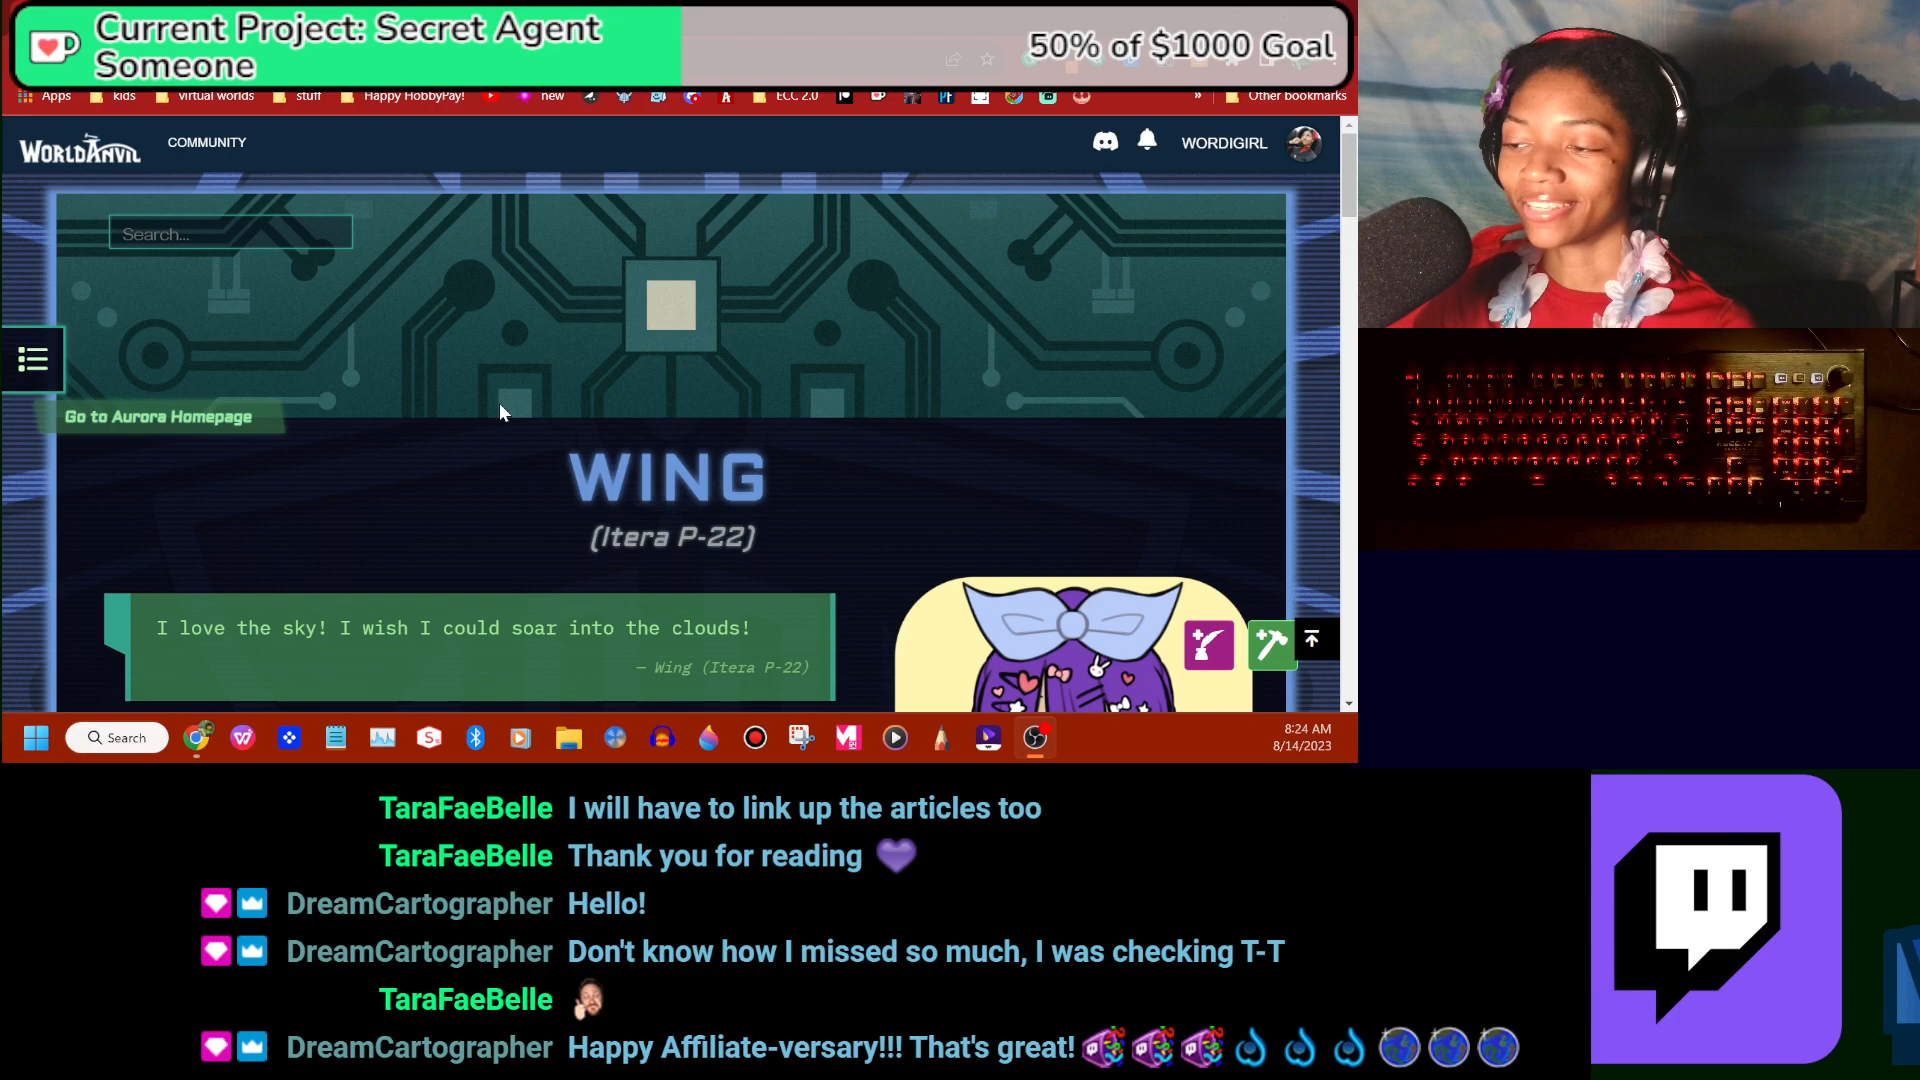 Current Project: Secret Agent
Someone
50% of $1000 Goal
Apps
kids
virtual worlds
stuff
Happy HobbyPay!
new
ECC 2.0
»
Other bookmarks
WORLDANVIL
COMMUNITY
WORDIGIRL
Search...
Go to Aurora Homepage
WING
(Itera P-22)
I love the sky! I wish I could soar into the clouds!
— Wing (Itera P-22)
Search
8:24 AM
8/14/2023
TaraFaeBelle I will have to link up the articles too
TaraFaeBelle Thank you for reading
DreamCartographer Hello!
DreamCartographer Don't know how I missed so much, I was checking T-T
TaraFaeBelle
DreamCartographer Happy Affiliate-versary!!! That's great!